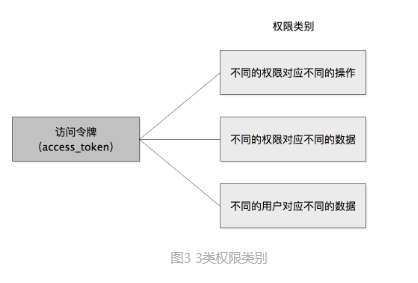 权限类别
不同的权限对应不同的操作
访问令牌
(access_token)
不同的权限对应不同的数据
不同的用户对应不同的数据
图3 3类权限类别